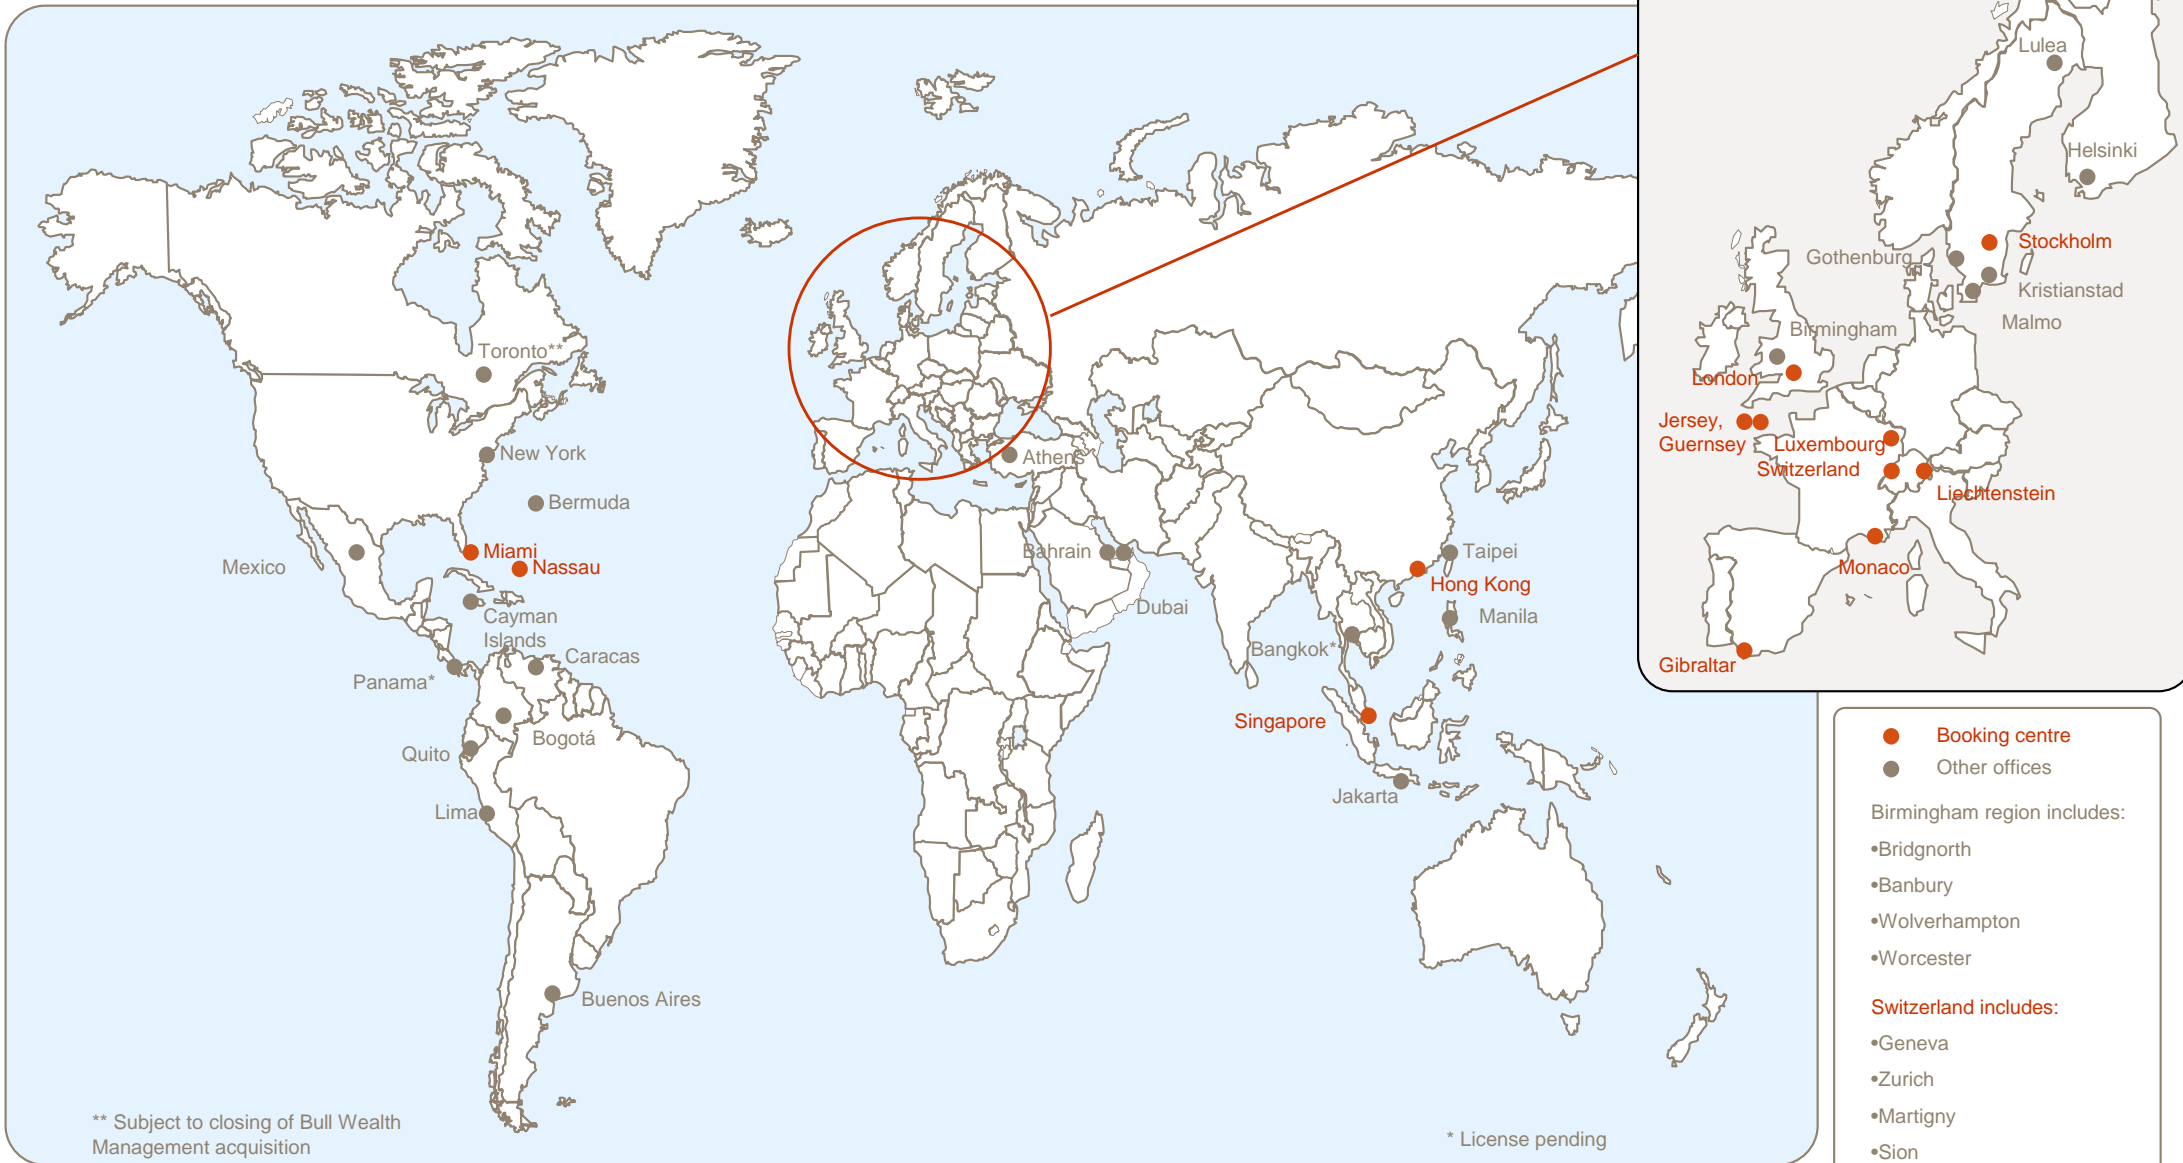 Toronto**
New York
Bermuda
Miami
Nassau
Mexico
Cayman
Islands
Caracas
Panama*
Bogotá
Quito
Lima
Buenos Aires
Athens
Bahrain
Dubai
Taipei
Hong Kong
Manila
Bangkok*
Singapore
Jakarta
** Subject to closing of Bull Wealth
Management acquisition
* License pending
Lulea
Helsinki
Stockholm
Gothenburg
Kristianstad
Malmo
Birmingham
London
Jersey,
Guernsey
Luxembourg
Switzerland
Liechtenstein
Monaco
Gibraltar
Booking centre
Other offices
Birmingham region includes:
•Bridgnorth
•Banbury
•Wolverhampton
•Worcester
Switzerland includes:
•Geneva
•Zurich
•Martigny
•Sion